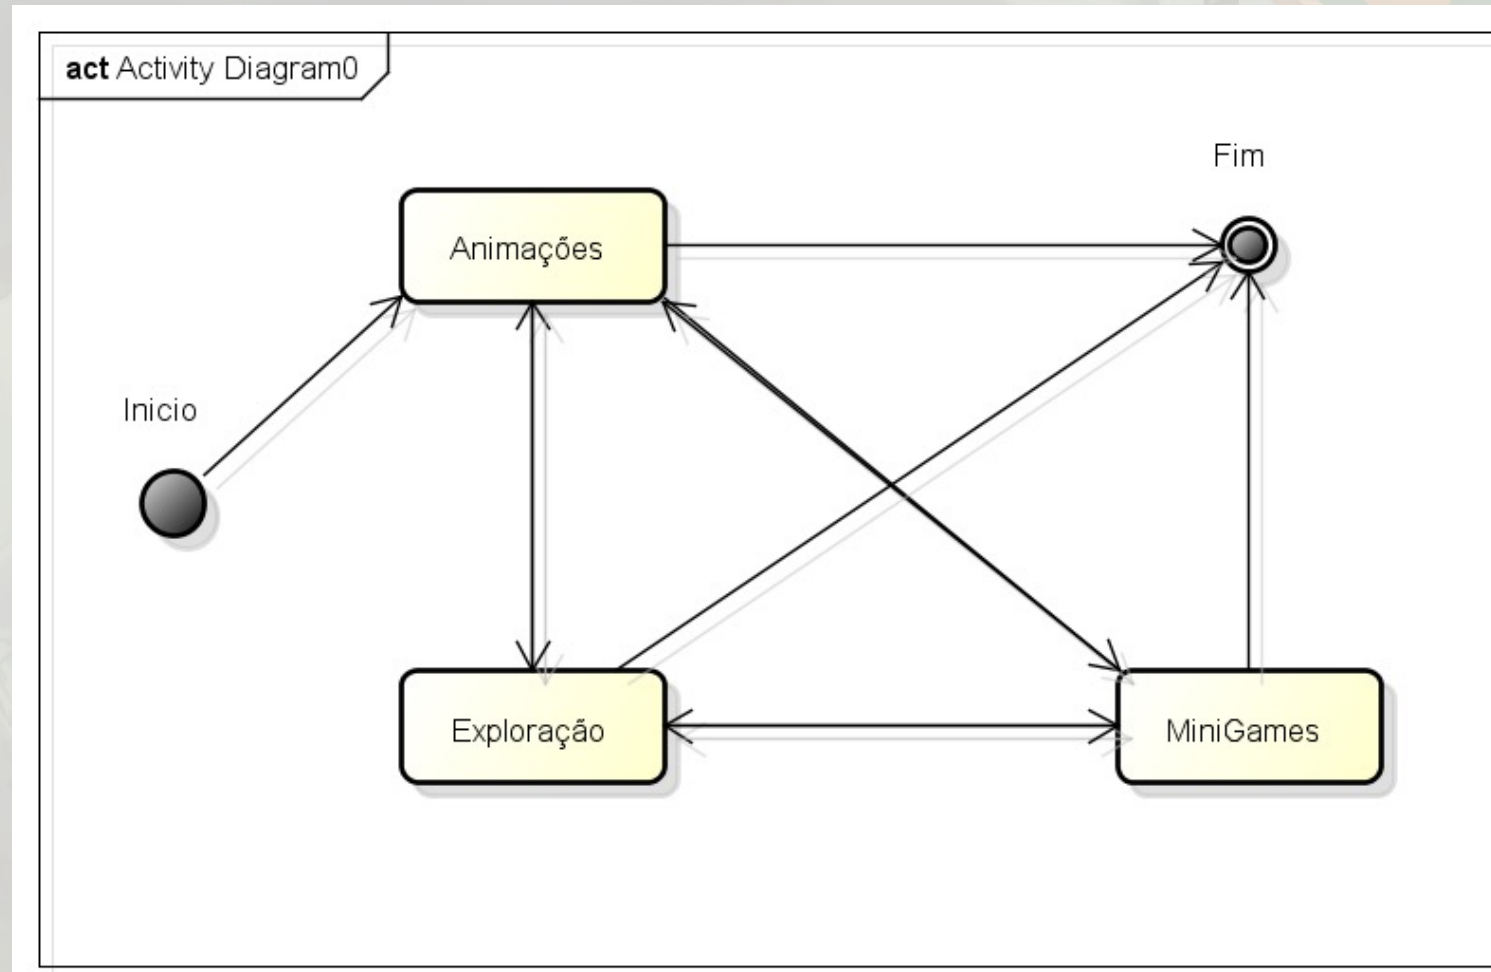 act Activity Diagram0
Fim
Animações
Inicio
Exploração
MiniGames